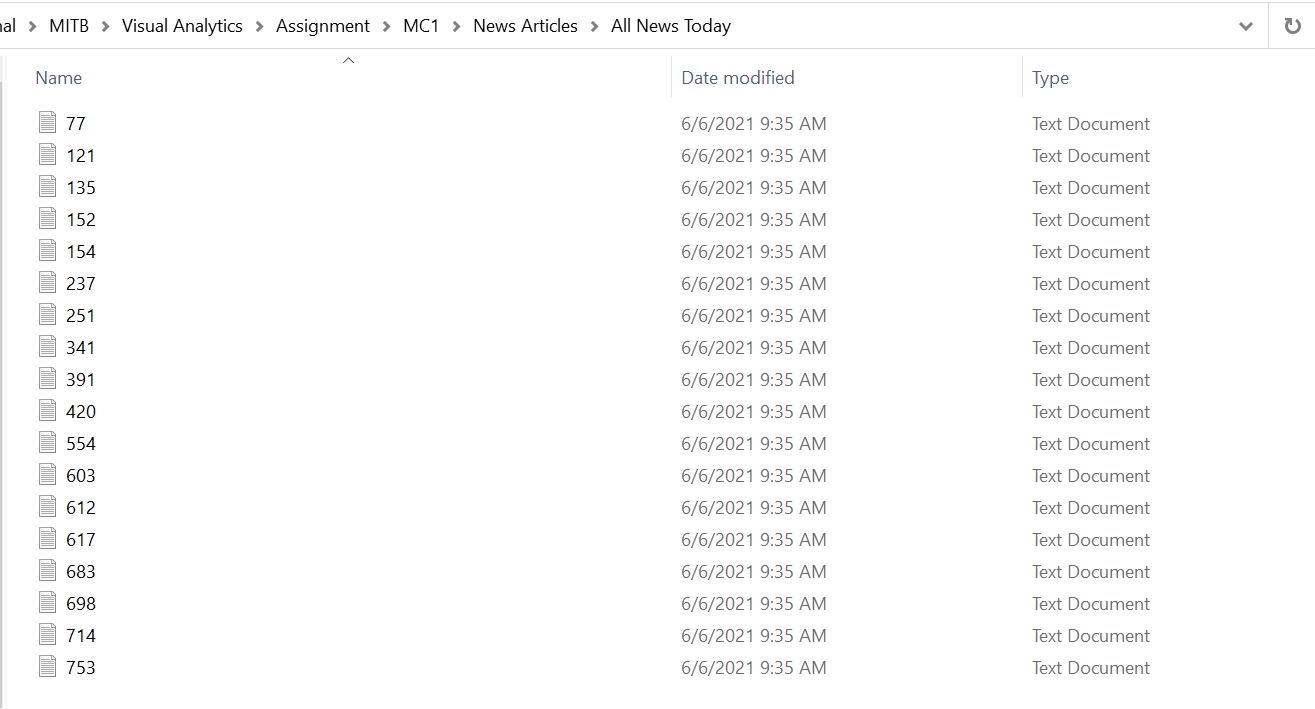 al > MITB > Visual Analytics > Assignment > MC1 > News Articles > All News Today
Name Date modified Type
77 6/6/2021 9:35 AM Text Document
121 6/6/2021 9:35 AM Text Document
135 6/6/2021 9:35 AM Text Document
152 6/6/2021 9:35 AM Text Document
154 6/6/2021 9:35 AM Text Document
237 6/6/2021 9:35 AM Text Document
251 6/6/2021 9:35 AM Text Document
341 6/6/2021 9:35 AM Text Document
391 6/6/2021 9:35 AM Text Document
420 6/6/2021 9:35 AM Text Document
554 6/6/2021 9:35 AM Text Document
603 6/6/2021 9:35 AM Text Document
612 6/6/2021 9:35 AM Text Document
617 6/6/2021 9:35 AM Text Document
683 6/6/2021 9:35 AM Text Document
698 6/6/2021 9:35 AM Text Document
714 6/6/2021 9:35 AM Text Document
753 6/6/2021 9:35 AM Text Document